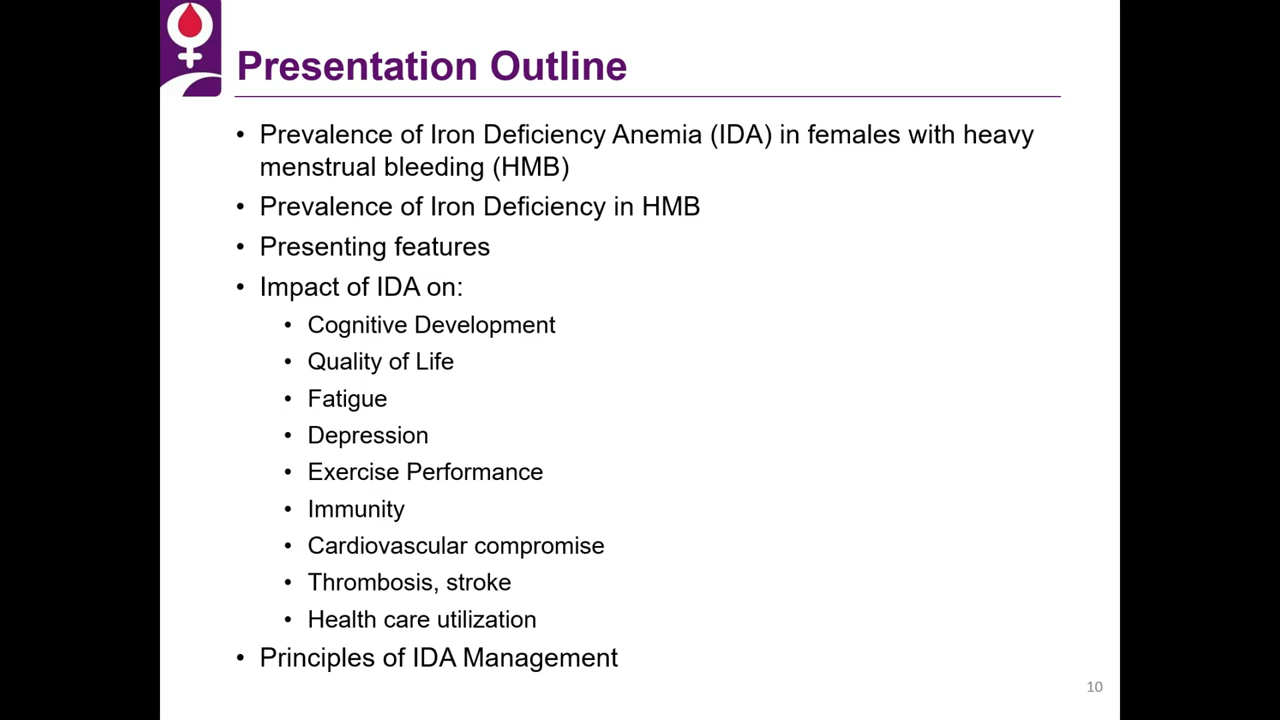 Presentation Outline
• Prevalence of Iron Deficiency Anemia (IDA) in females with heavy
menstrual bleeding (HMB)
• Prevalence of Iron Deficiency in HMB
• Presenting features
• Impact of IDA on:
• Cognitive Development
• Quality of Life
• Fatigue
• Depression
• Exercise Performance
• Immunity
• Cardiovascular compromise
• Thrombosis, stroke
• Health care utilization
• Principles of IDA Management
10